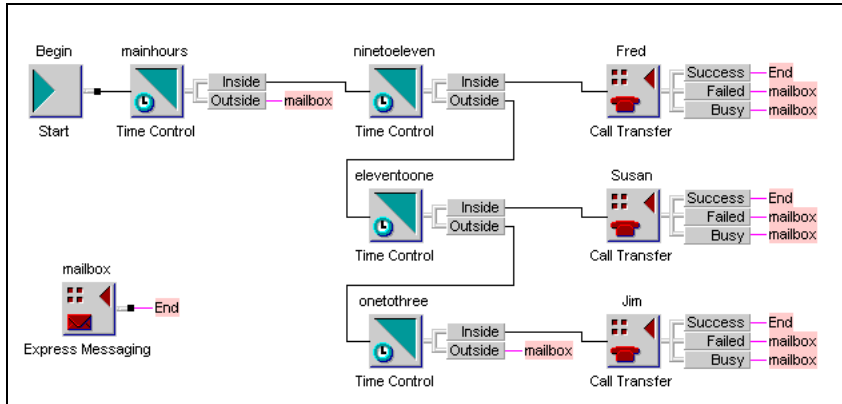 Begin
Start
mainhours
Time Control
Inside
Outside
mailbox
ninetoeleven
Time Control
Inside
Outside
Fred
Call Transfer
Success
End
Failed
mailbox
Busy
mailbox
eleventoone
Time Control
Inside
Outside
Susan
Call Transfer
Success
End
Failed
mailbox
Busy
mailbox
mailbox
Express Messaging
End
onetothree
Time Control
Inside
Outside
mailbox
Jim
Call Transfer
Success
End
Failed
mailbox
Busy
mailbox